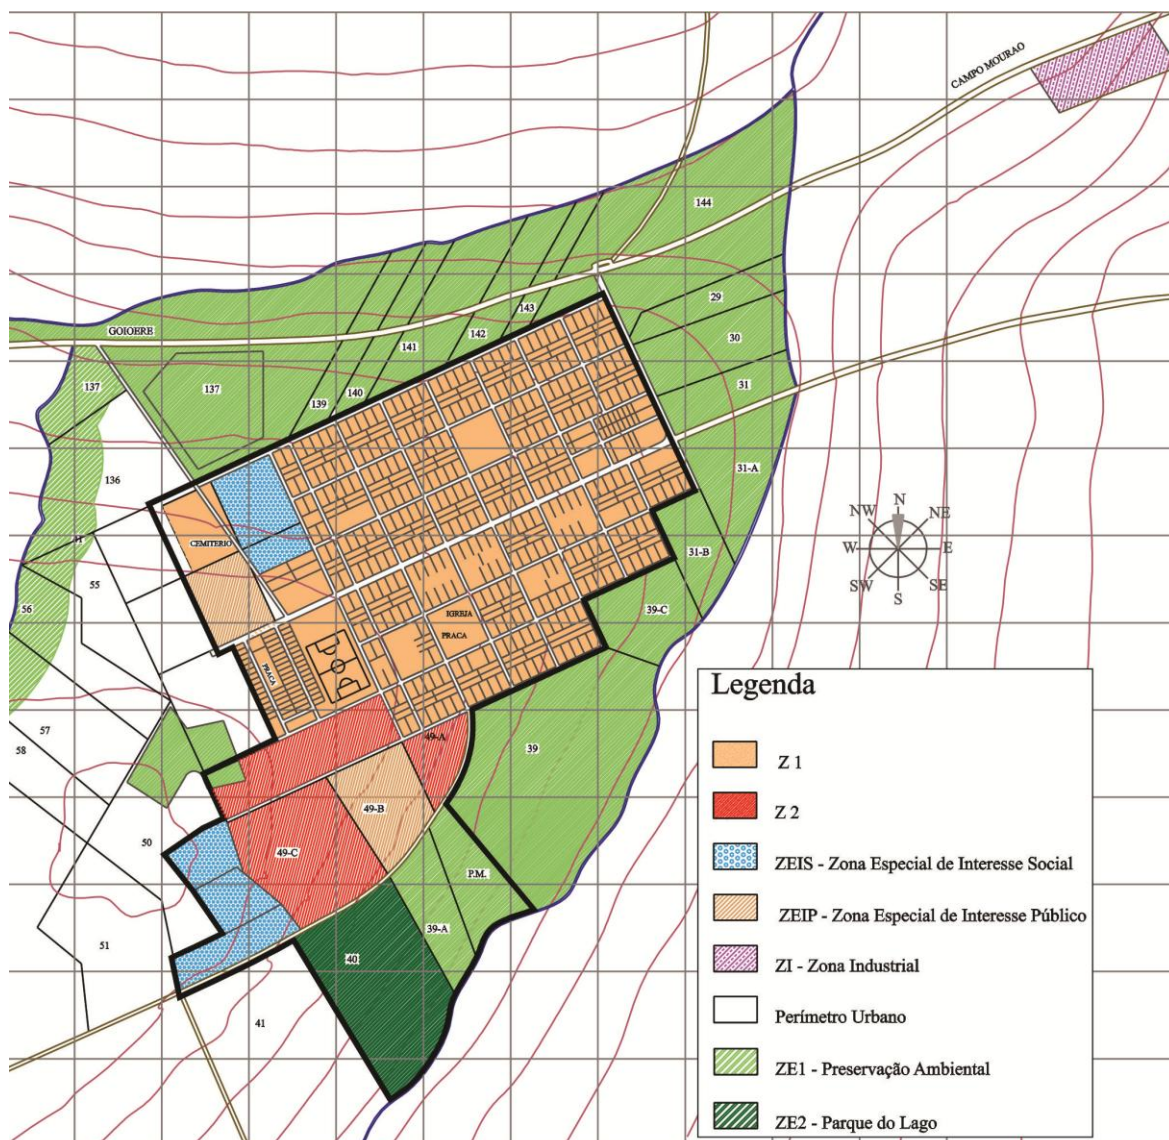 CAMPO MOURAO
144
29
143
GOIOERE
142
30
141
137
137
31
140
139
31-A
136
N
NW
NE
CEMITERIO
W
E
31-B
55
SW
SE
S
56
39-C
IGREJA
PRACA
PRACA
Legenda
57
49-A
39
58
Z 1
49-B
Z 2
50
49-C
ZEIS - Zona Especial de Interesse Social
P.M.
ZEIP - Zona Especial de Interesse Público
39-A
51
40
ZI - Zona Industrial
41
Perímetro Urbano
ZE1 - Preservação Ambiental
ZE2 - Parque do Lago